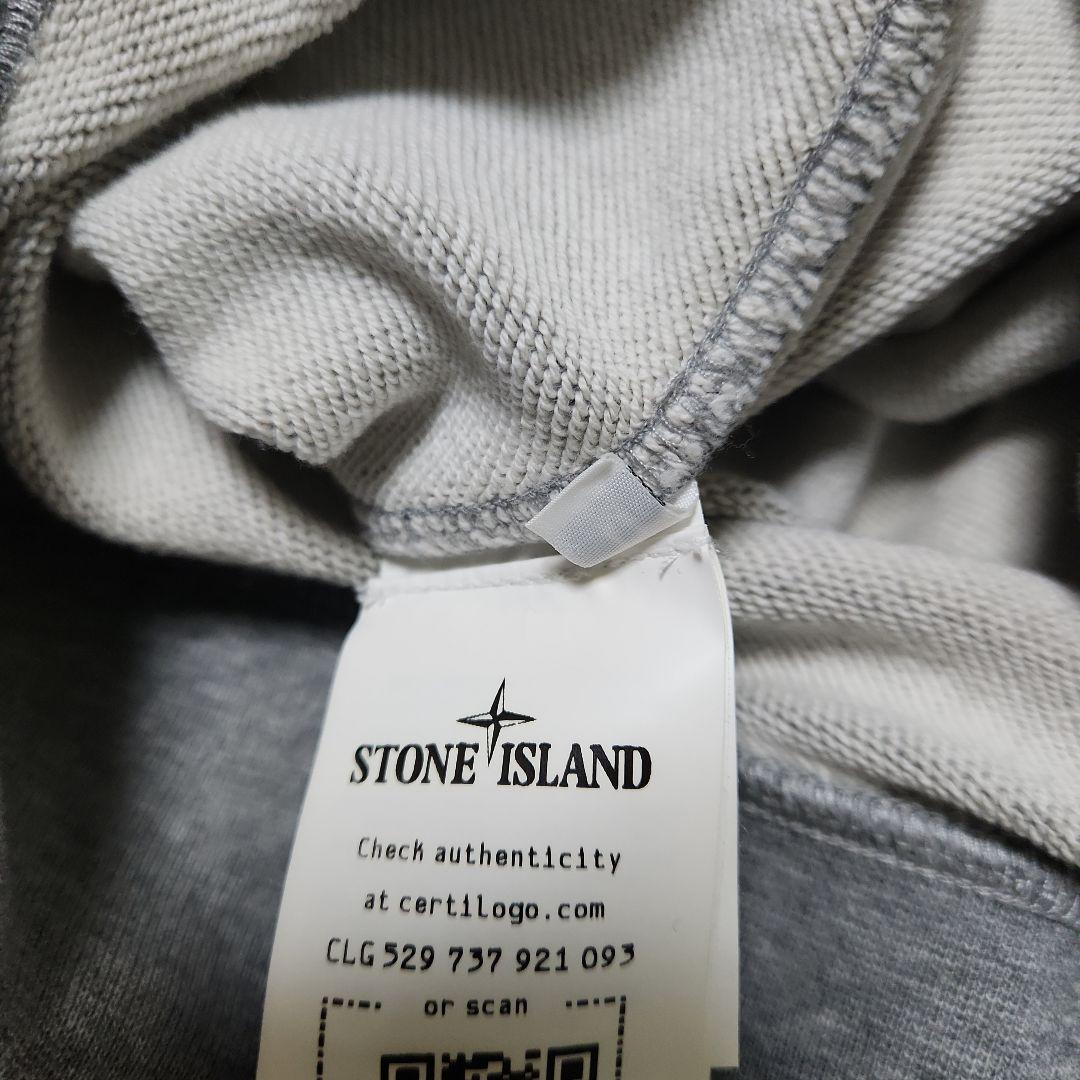 STONE ISLAND
Check authenticity
at certilogo.com
CLG 529 737 921 093
or scan